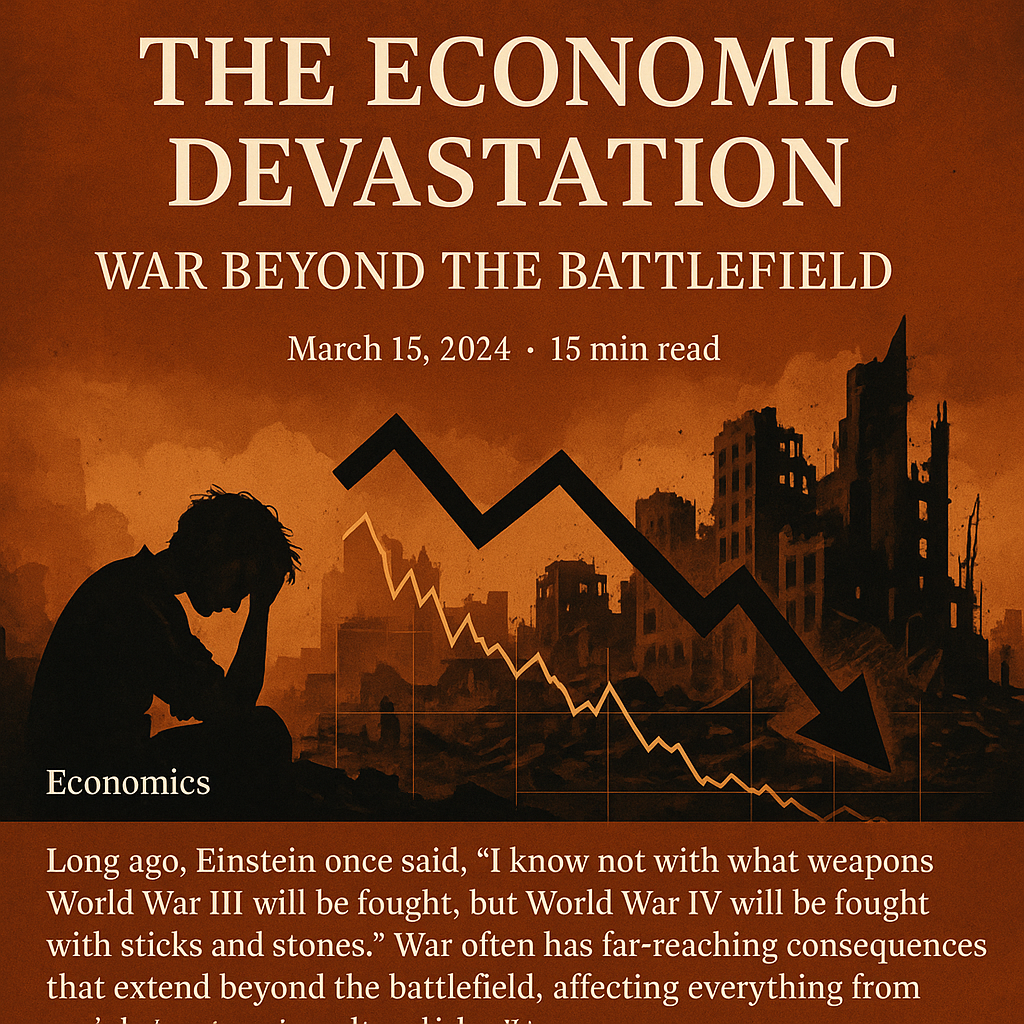 THE ECONOMIC
DEVASTATION
WAR BEYOND THE BATTLEFIELD
March 15, 2024 · 15 min read
Economics
Long ago, Einstein once said, “I know not with what weapons
World War III will be fought, but World War IV will be fought
with sticks and stones.” War often has far-reaching consequences
that extend beyond the battlefield, affecting everything from